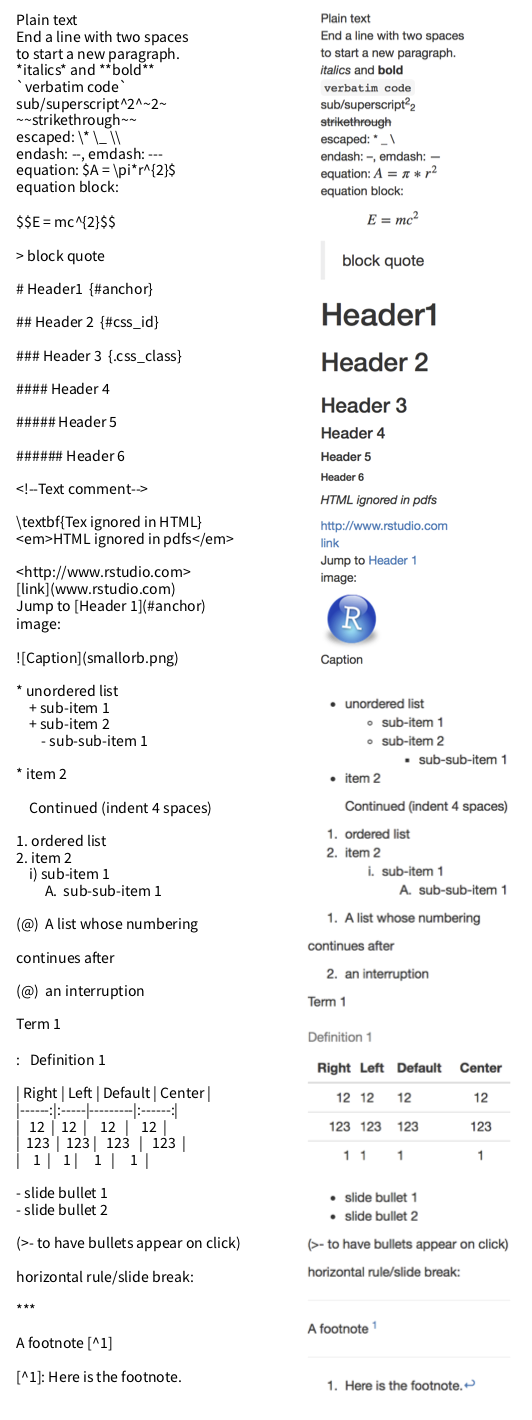 Plain text
End a line with two spaces
to start a new paragraph.
*italics* and **bold**
`verbatim code`
sub/superscript^2^~2~
~~strikethrough~~
escaped: \* \_ \\
endash: --, emdash: ---
equation: $A = \pi*r^{2}$
equation block:
$$E = mc^{2}$$
> block quote
# Header1 {#anchor}
## Header 2 {#css_id}
### Header 3 {.css_class}
#### Header 4
##### Header 5
###### Header 6
<!--Text comment-->
\textbf{Tex ignored in HTML}
<em>HTML ignored in pdfs</em>
<http://www.rstudio.com>
[link](www.rstudio.com)
Jump to [Header 1](#anchor)
image:
![Caption](smallorb.png)
* unordered list
+ sub-item 1
+ sub-item 2
- sub-sub-item 1
* item 2
Continued (indent 4 spaces)
1. ordered list
2. item 2
i) sub-item 1
A. sub-sub-item 1
(@) A list whose numbering
continues after
(@) an interruption
Term 1
: Definition 1
| Right | Left | Default | Center |
|------:|:-----|---------|:------:|
| 12 | 12 | 12 | 12 |
| 123 | 123 | 123 | 123 |
| 1 | 1 | 1 | 1 |
- slide bullet 1
- slide bullet 2
(>- to have bullets appear on click)
horizontal rule/slide break:
***
A footnote [^1]
[^1]: Here is the footnote.
Plain text
End a line with two spaces
to start a new paragraph.
italics and bold
verbatim code
sub/superscript²₂
strikethrough
escaped: * _ \
endash: –, emdash: —
equation: A = π * r²
equation block:
E = mc²
block quote
Header1
Header 2
Header 3
Header 4
Header 5
Header 6
HTML ignored in pdfs
http://www.rstudio.com
link
Jump to Header 1
image:
R
Caption
• unordered list
◦ sub-item 1
◦ sub-item 2
▪ sub-sub-item 1
• item 2
Continued (indent 4 spaces)
1. ordered list
2. item 2
i. sub-item 1
A. sub-sub-item 1
1. A list whose numbering
continues after
2. an interruption
Term 1
Definition 1
Right Left Default Center
12 12 12 12
123 123 123 123
1 1 1 1
• slide bullet 1
• slide bullet 2
(>- to have bullets appear on click)
horizontal rule/slide break:
A footnote ¹
1. Here is the footnote.↩